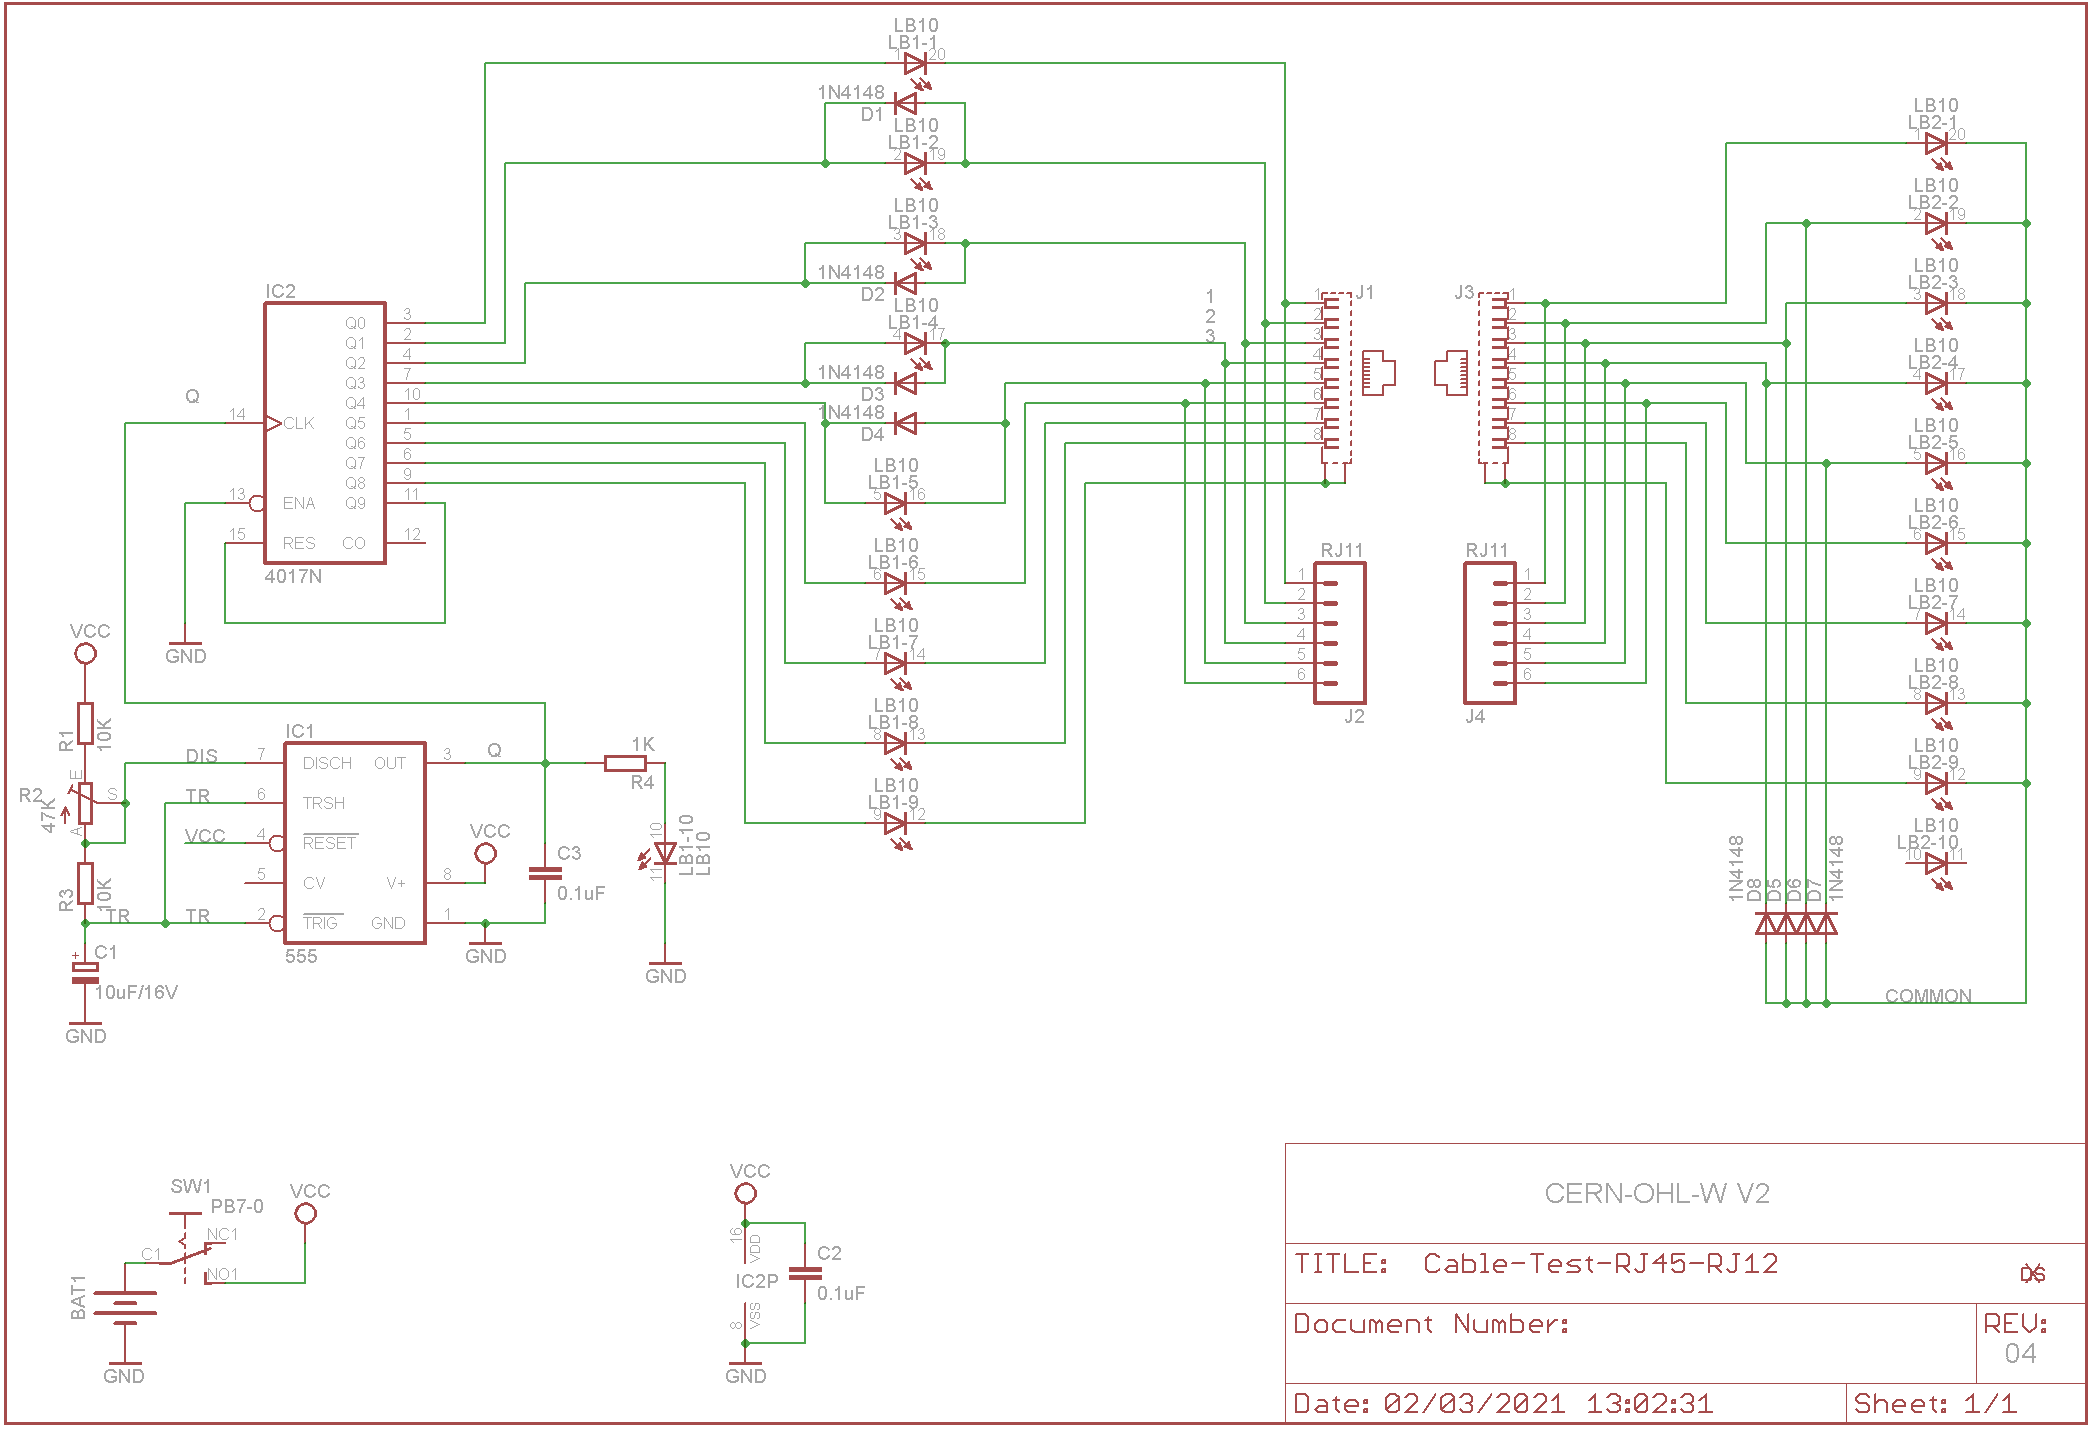 LB10
LB1-1
1 20
1N4148
D1
LB10
LB1-2
2 19
LB10
LB1-3
3 18
1N4148
D2
LB10
LB1-4
4 17
1N4148
D3
1N4148
D4
LB10
LB1-5
5 16
LB10
LB1-6
6 15
LB10
LB1-7
7 14
LB10
LB1-8
8 13
LB10
LB1-9
9 12
IC2
Q0 3
Q1 2
Q2 4
Q3 7
Q4 10
Q5 1
Q6 5
Q7 6
Q8 9
Q9 11
CO 12
Q
14 CLK
13 ENA
15 RES
4017N
GND
VCC
R1
10K
R2
47K
E
S
A
R3
10K
TR
C1
+
10uF/16V
GND
IC1
DIS 7 DISCH
TR 6 TRSH
VCC 4 RESET
5 CV
TR 2 TRIG
OUT 3 Q
V+ 8
GND 1
555
VCC
GND
C3
0.1uF
1K
R4
10
11
LB1-10
LB10
GND
1
2
3
J1
1
2
3
4
5
6
7
8
J3
1
2
3
4
5
6
7
8
RJ11
1
2
3
4
5
6
J2
RJ11
1
2
3
4
5
6
J4
LB10
LB2-1
1 20
LB10
LB2-2
2 19
LB10
LB2-3
3 18
LB10
LB2-4
4 17
LB10
LB2-5
5 16
LB10
LB2-6
6 15
LB10
LB2-7
7 14
LB10
LB2-8
8 13
LB10
LB2-9
9 12
LB10
LB2-10
10 11
1N4148
D8
D5
D6
D7
1N4148
COMMON
SW1
PB7-0
VCC
NC1
C1
NO1
BAT1
GND
VCC
16
VDD
IC2P
C2
0.1uF
8
VSS
GND
CERN-OHL-W V2
TITLE: Cable-Test-RJ45-RJ12
Document Number:
REV:
04
Date: 02/03/2021 13:02:31
Sheet: 1/1